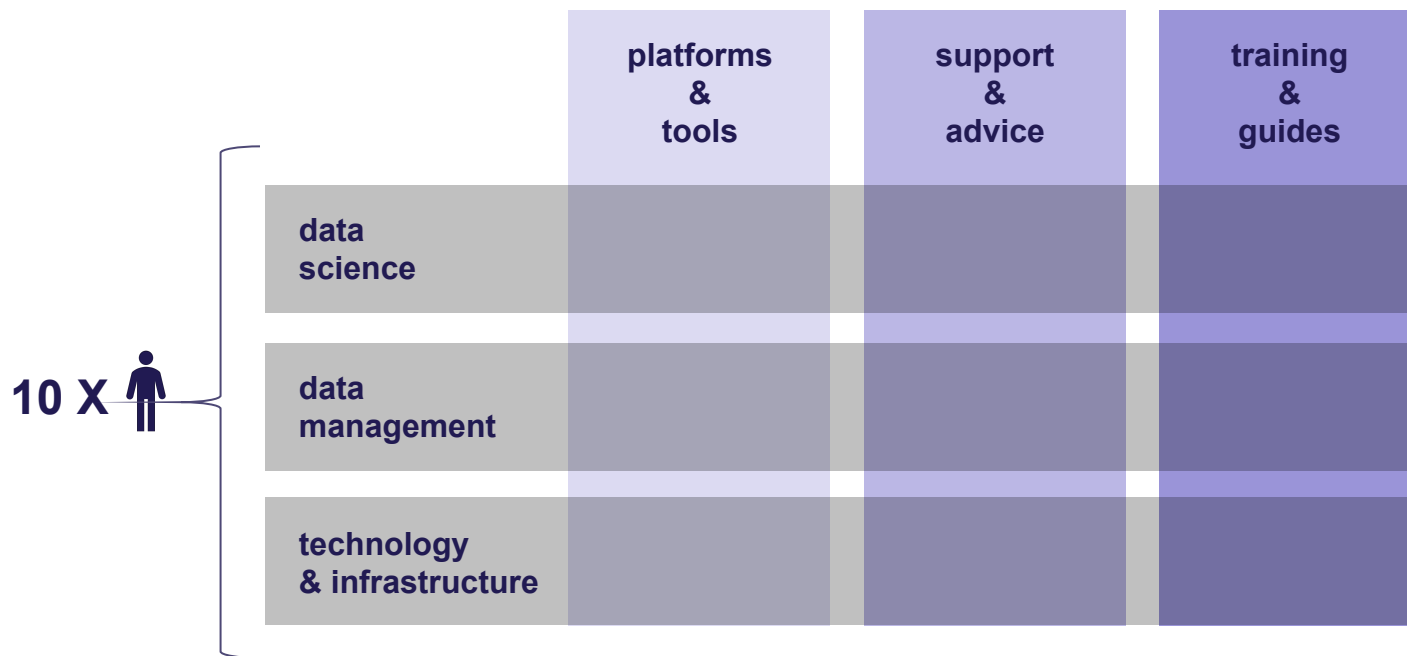 platforms
&
tools
support
&
advice
training
&
guides
data
science
10 X
data
management
technology
& infrastructure